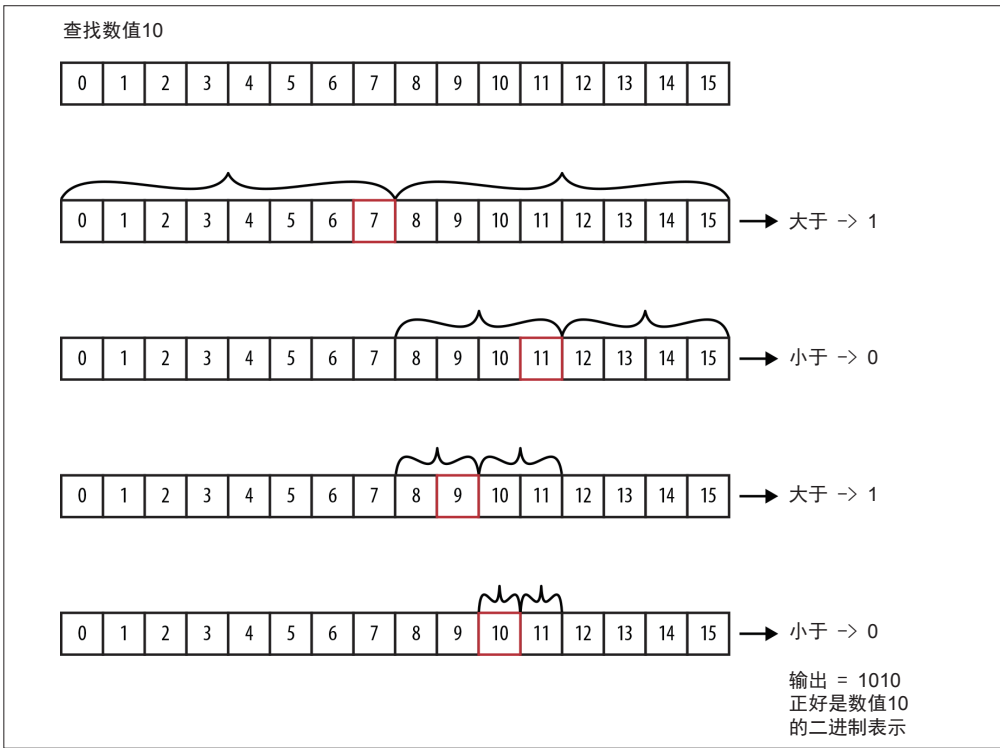 查找数值10
0 1 2 3 4 5 6 7 8 9 10 11 12 13 14 15
0 1 2 3 4 5 6 7 8 9 10 11 12 13 14 15 大于 -> 1
0 1 2 3 4 5 6 7 8 9 10 11 12 13 14 15 小于 -> 0
0 1 2 3 4 5 6 7 8 9 10 11 12 13 14 15 大于 -> 1
0 1 2 3 4 5 6 7 8 9 10 11 12 13 14 15 小于 -> 0
输出 = 1010
正好是数值10
的二进制表示